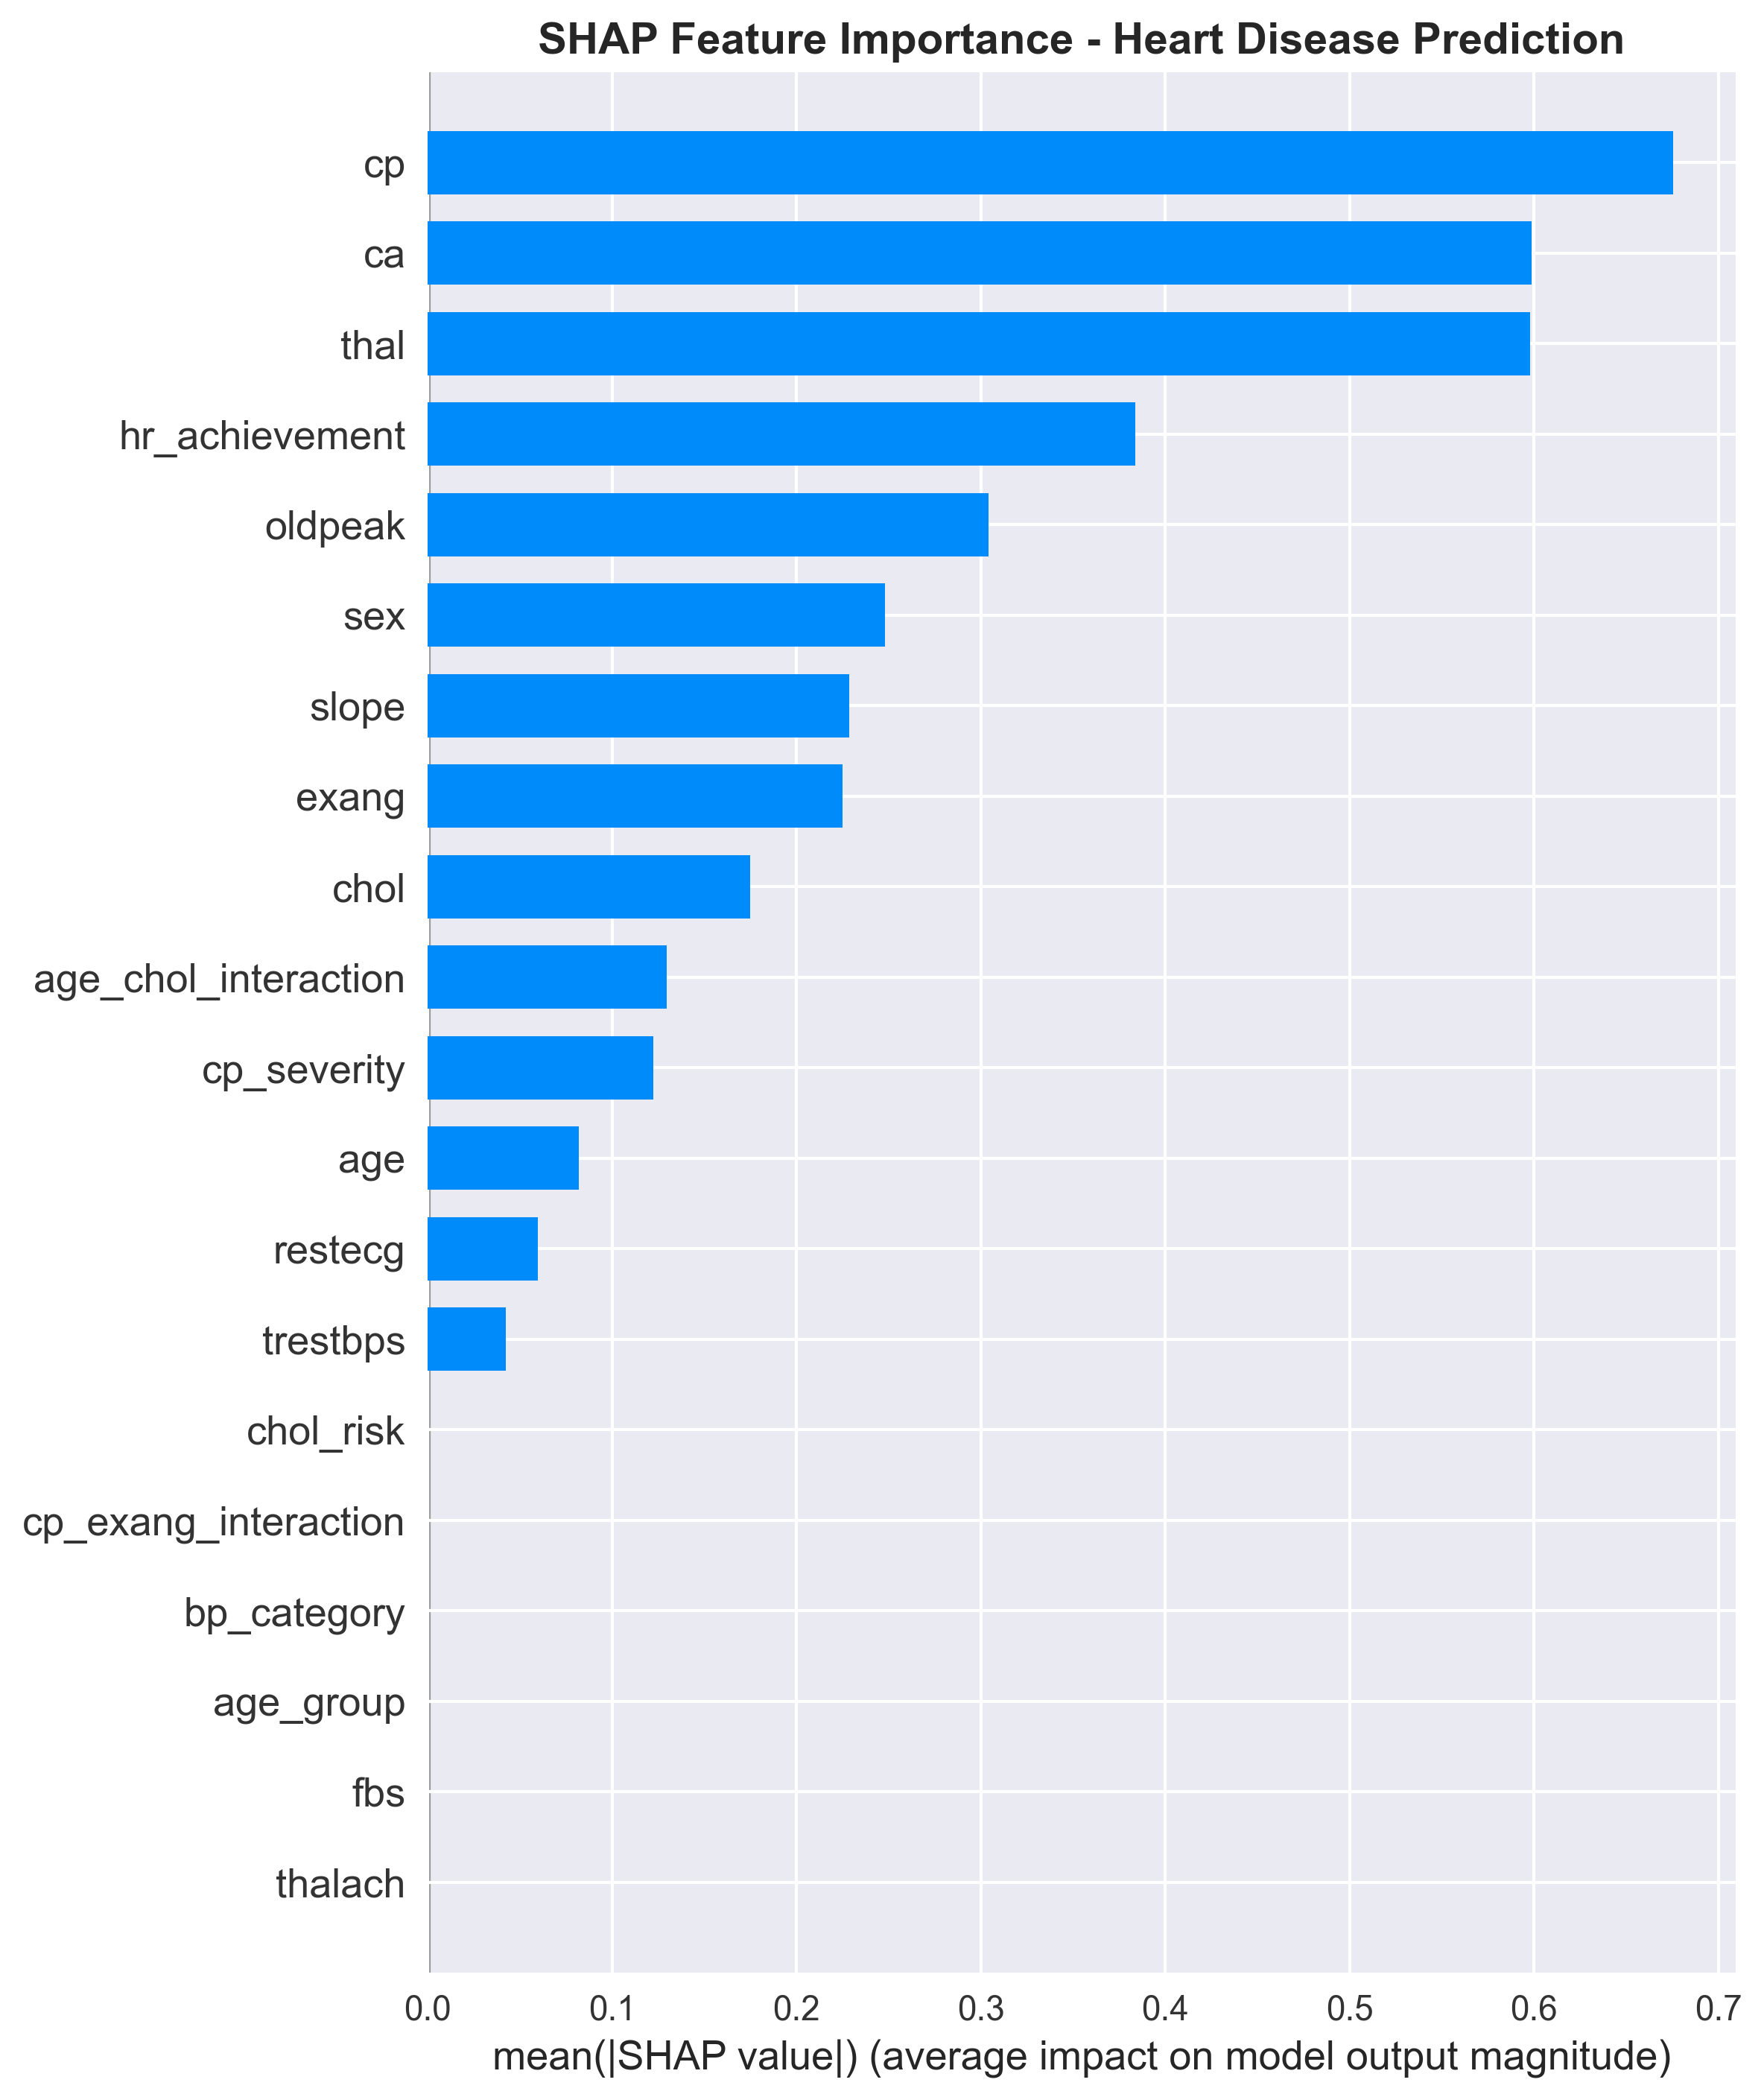 SHAP Feature Importance - Heart Disease Prediction
cp
ca
thal
hr_achievement
oldpeak
sex
slope
exang
chol
age_chol_interaction
cp_severity
age
restecg
trestbps
chol_risk
cp_exang_interaction
bp_category
age_group
fbs
thalach
0.0 0.1 0.2 0.3 0.4 0.5 0.6 0.7
mean(|SHAP value|) (average impact on model output magnitude)